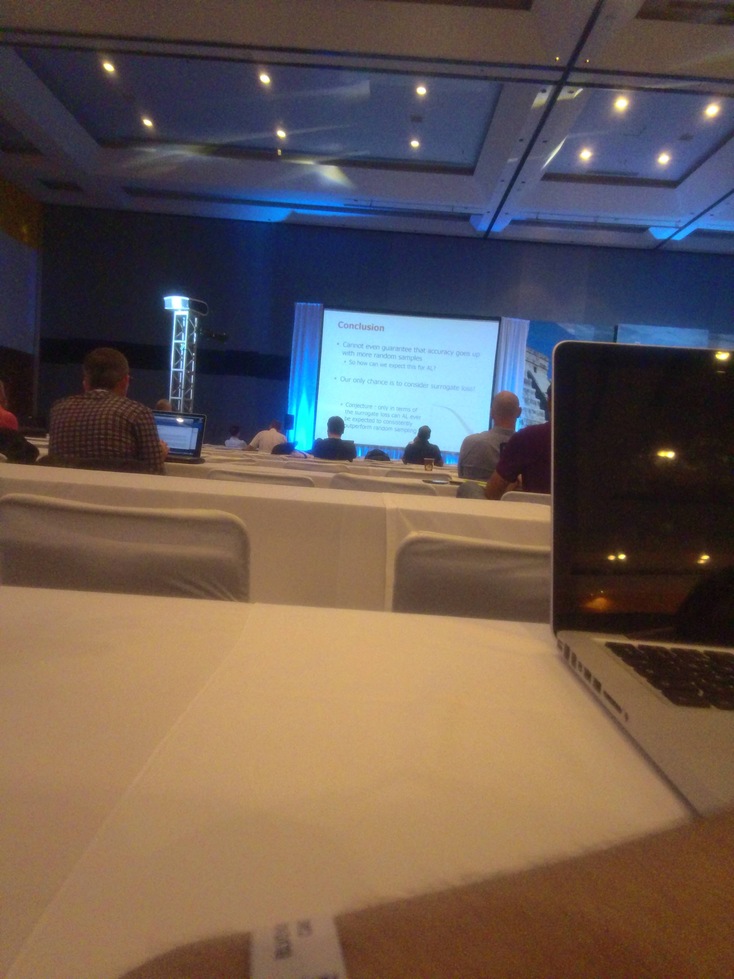 Conclusion
• Cannot even guarantee that accuracy goes up
with more random samples
• So how can we expect this for AL?
• Our only chance is to consider surrogate loss!
• Conjecture : only in terms of
the surrogate loss can AL ever
be expected to consistently
outperform random sampling